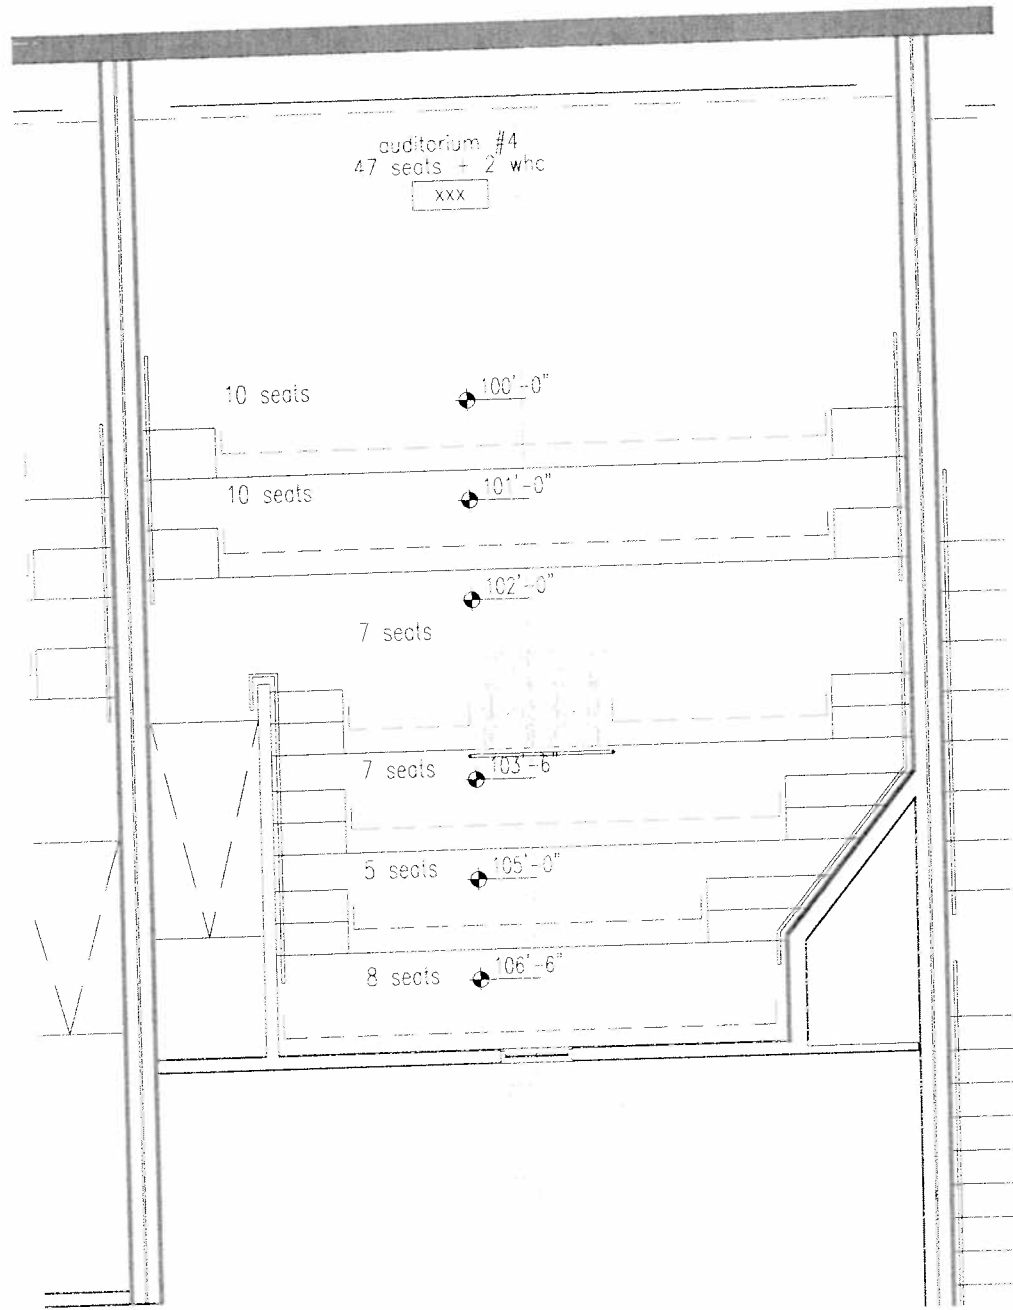 auditorium #4
47 seats + 2 whc
xxx
10 seats
100'-0"
10 seats
101'-0"
102'-0"
7 seats
7 seats
103'-6"
5 seats
105'-0"
8 seats
106'-6"